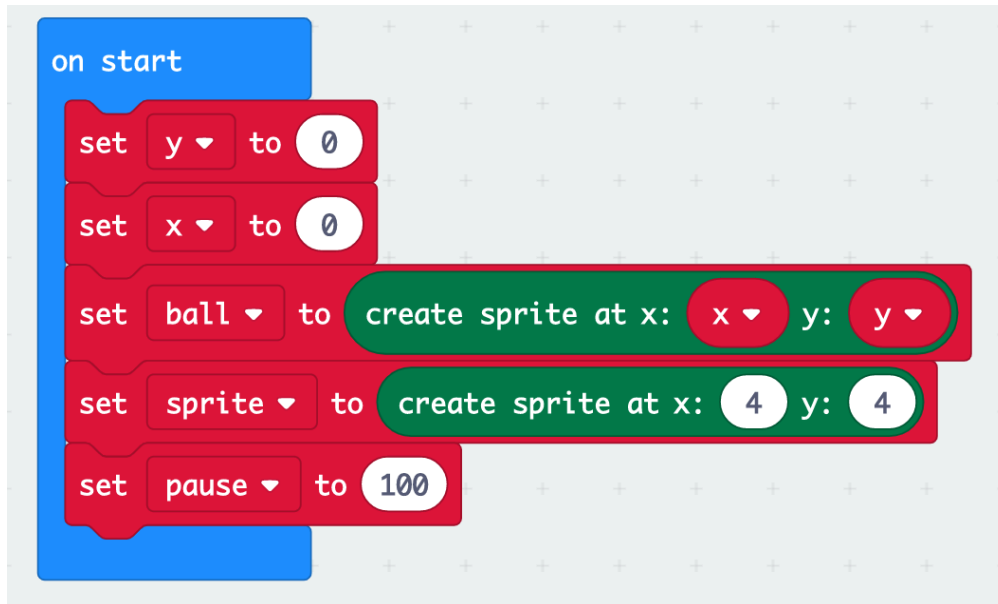 on start
set y to 0
set x to 0
set ball to create sprite at x: x y: y
set sprite to create sprite at x: 4 y: 4
set pause to 100